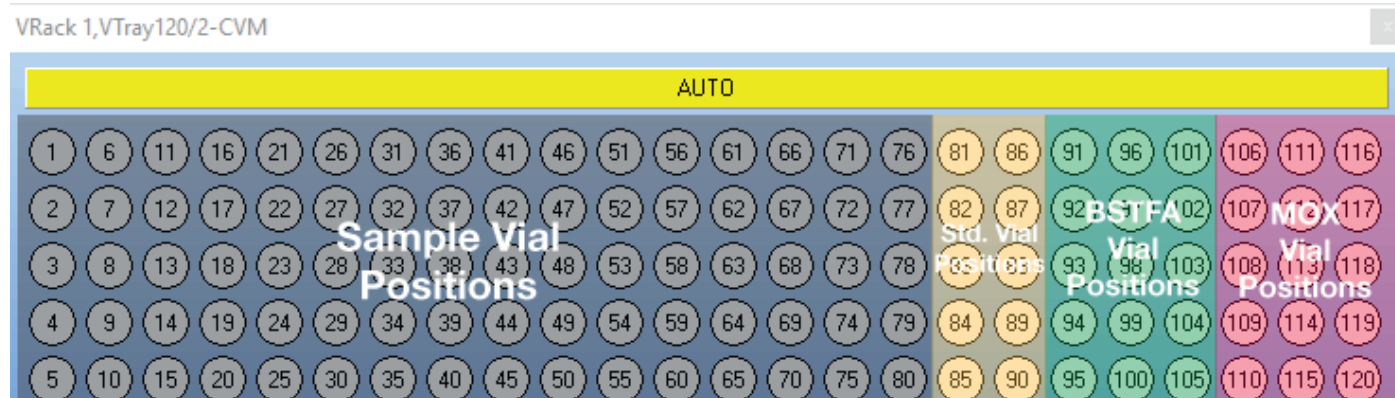 VRack 1,VTray120/2-CVM
x
AUTO
1 6 11 16 21 26 31 36 41 46 51 56 61 66 71 76 81 86 91 96 101 106 111 116
2 7 12 17 22 27 32 37 42 47 52 57 62 67 72 77 82 87 92 102 107 117
3 8 13 18 23 28 33 38 43 48 53 58 63 68 73 78 93 103 108 113 118
4 9 14 19 24 29 34 39 44 49 54 59 64 69 74 79 84 89 94 99 104 109 114 119
5 10 15 20 25 30 35 40 45 50 55 60 65 70 75 80 85 90 95 100 105 110 115 120
Sample Vial
Positions
Std. Vial
Positions
BSTFA
Vial
Positions
MOX
Vial
Positions